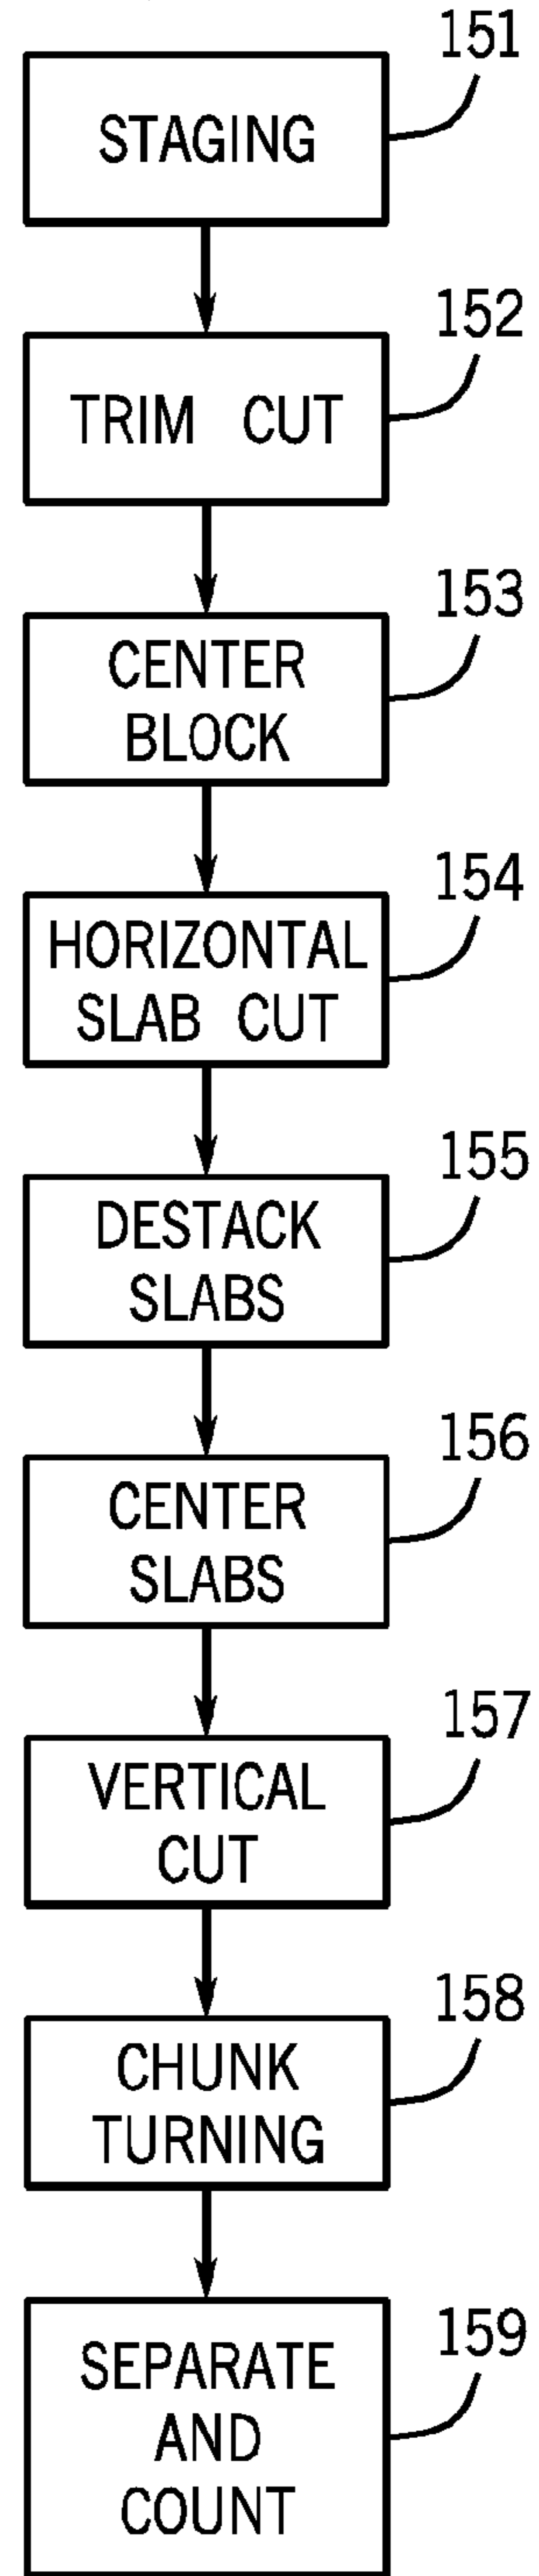 151
STAGING
152
TRIM CUT
153
CENTER
BLOCK
154
HORIZONTAL
SLAB CUT
155
DESTACK
SLABS
156
CENTER
SLABS
157
VERTICAL
CUT
158
CHUNK
TURNING
159
SEPARATE
AND
COUNT